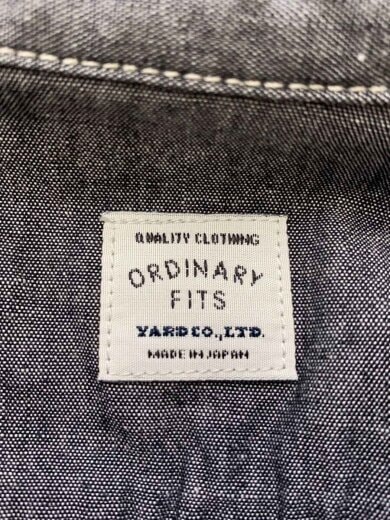 QUALITY CLOTHING
ORDINARY
FITS
YARD CO., LTD.
MADE IN JAPAN